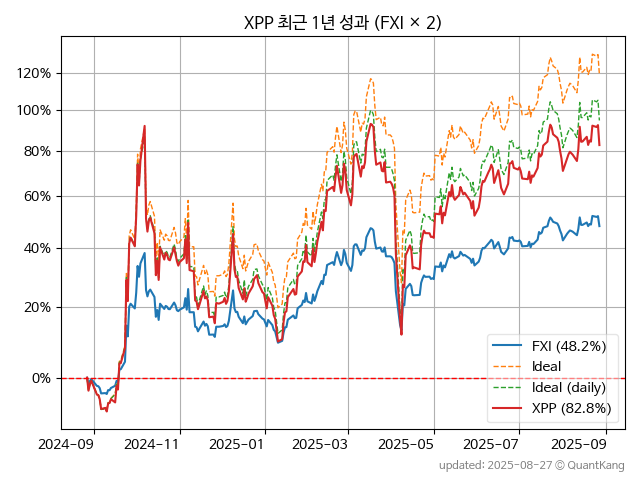 XPP 최근 1년 성과 (FXI × 2)
120%
100%
80%
60%
40%
20%
0%
FXI (48.2%)
Ideal
Ideal (daily)
XPP (82.8%)
2024-09
2024-11
2025-01
2025-03
2025-05
2025-07
2025-09
updated: 2025-08-27 © QuantKang